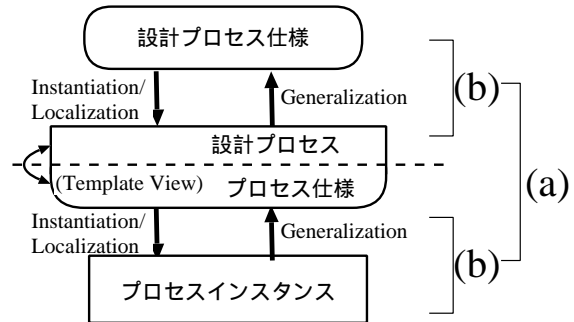 設計プロセス仕様
Instantiation/
Localization
Generalization
(b)
設計プロセス
(a)
(Template View)
プロセス仕様
Instantiation/
Localization
Generalization
(b)
プロセスインスタンス